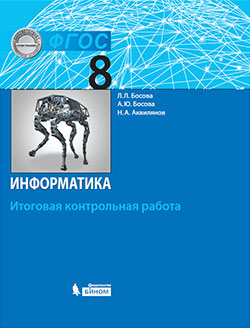 ФГОС
8
Л.Л. Босова
А.Ю. Босова
Н.А. Аквилянов
ИНФОРМАТИКА
Итоговая контрольная работа
БИНОМ